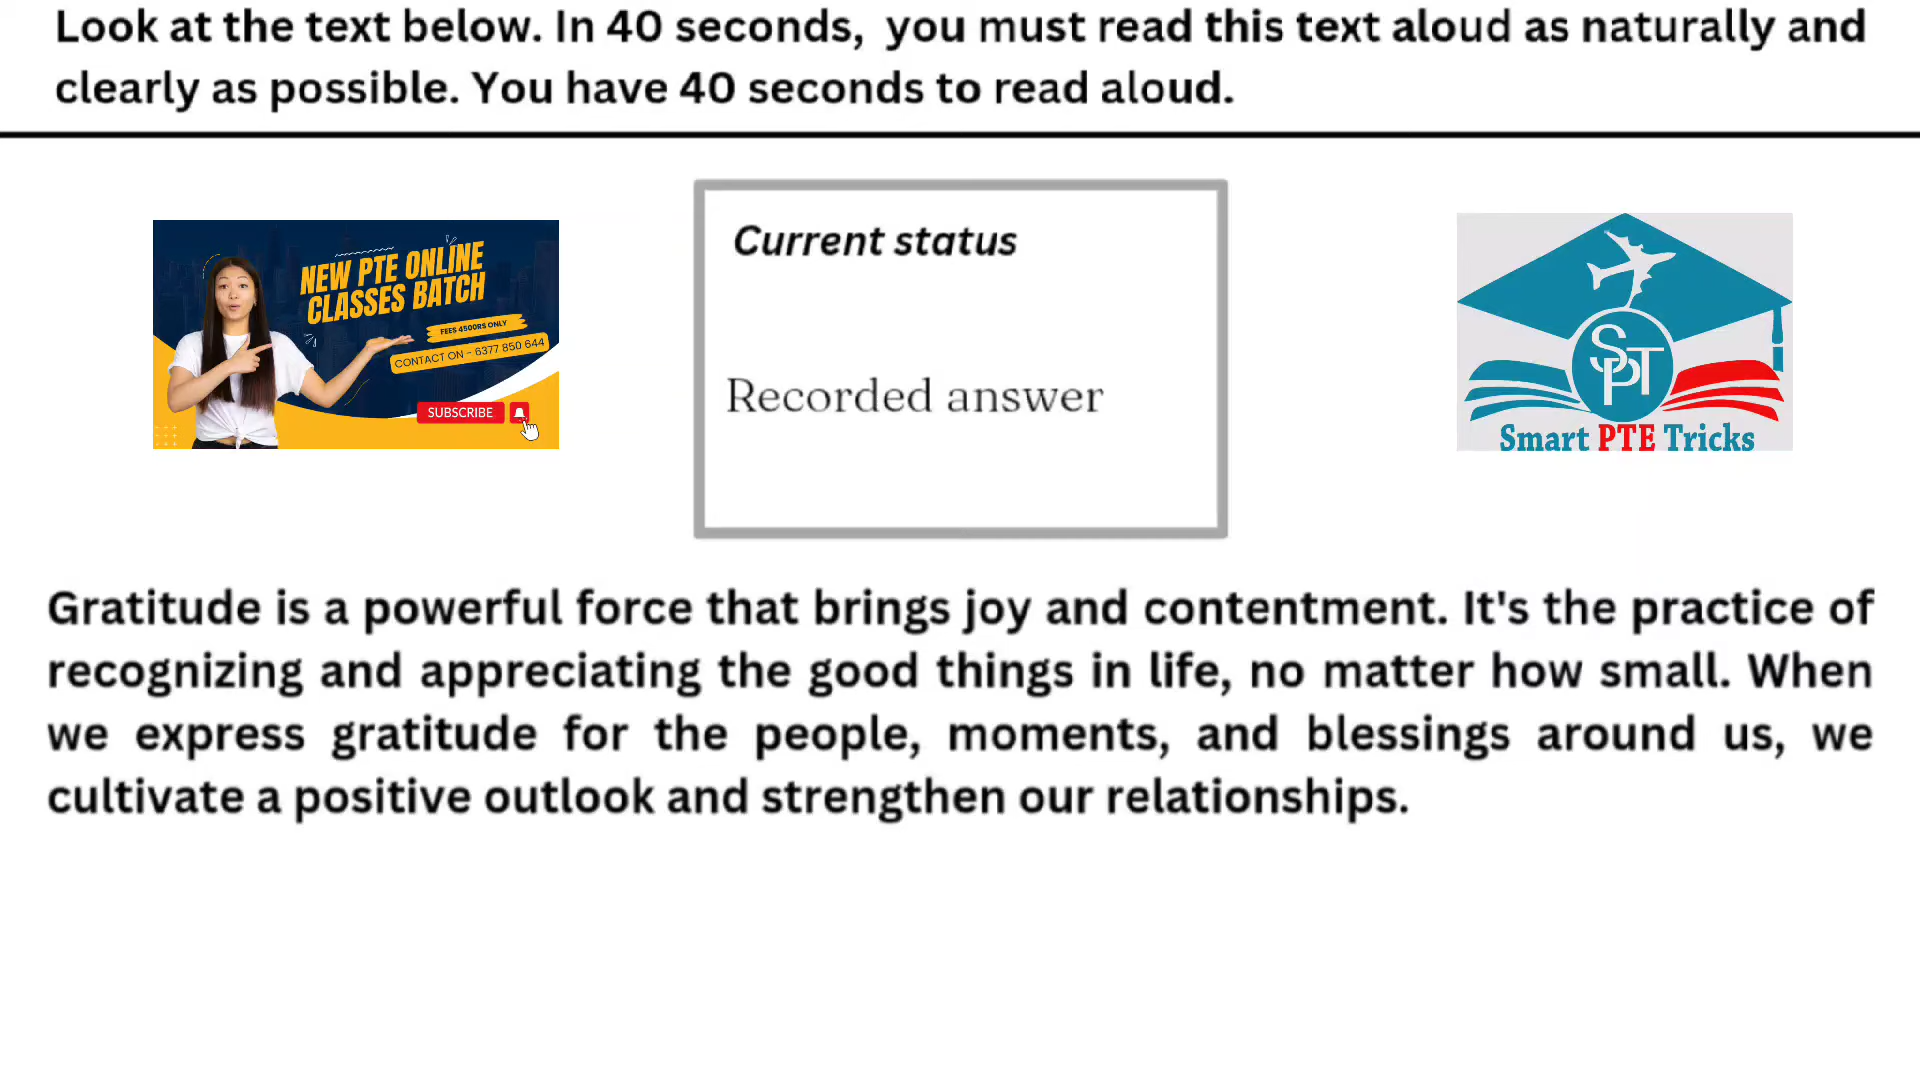 Look at the text below. In 40 seconds, you must read this text aloud as naturally and
clearly as possible. You have 40 seconds to read aloud.
NEW PTE ONLINE
CLASSES BATCH
FEES 4500RS ONLY
CONTACT ON - 6377 850 644
SUBSCRIBE
Current status
Recorded answer
SPT
Smart PTE Tricks
Gratitude is a powerful force that brings joy and contentment. It's the practice of
recognizing and appreciating the good things in life, no matter how small. When
we express gratitude for the people, moments, and blessings around us, we
cultivate a positive outlook and strengthen our relationships.